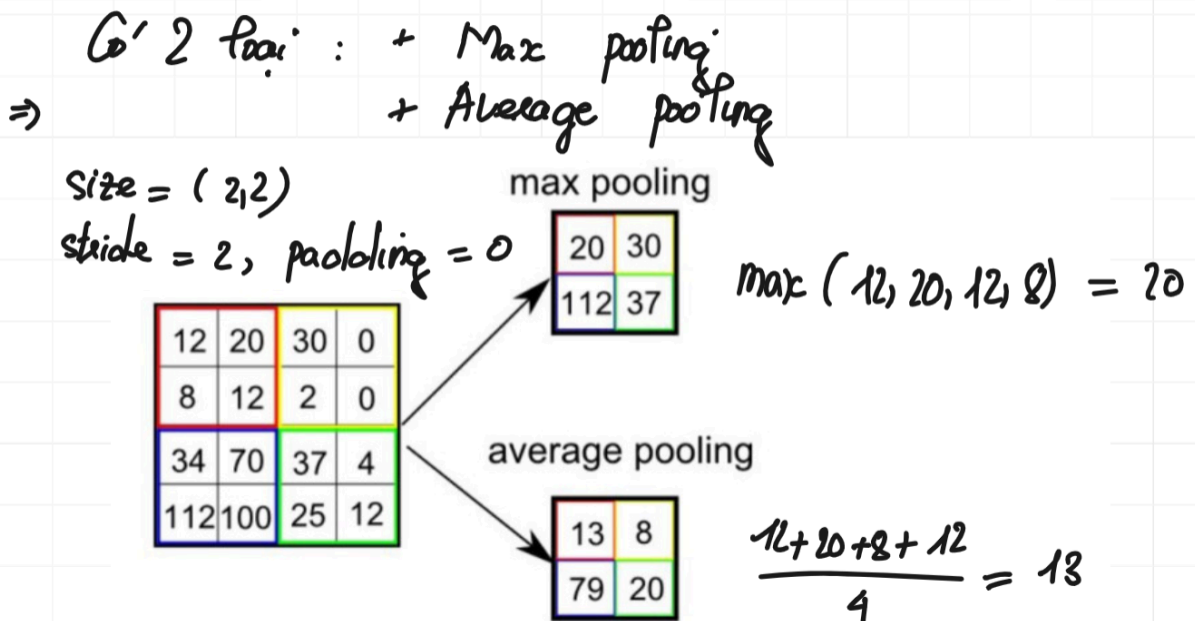 Có 2 loại : + Max pooling
⇒ + Average pooling
size = (2,2)
stride = 2, padding = 0
max pooling
20 30
112 37
max (12, 20, 12, 8) = 20
12 20 30 0
8 12 2 0
34 70 37 4
112 100 25 12
average pooling
13 8
79 20
12+20+8+12
= 13
4